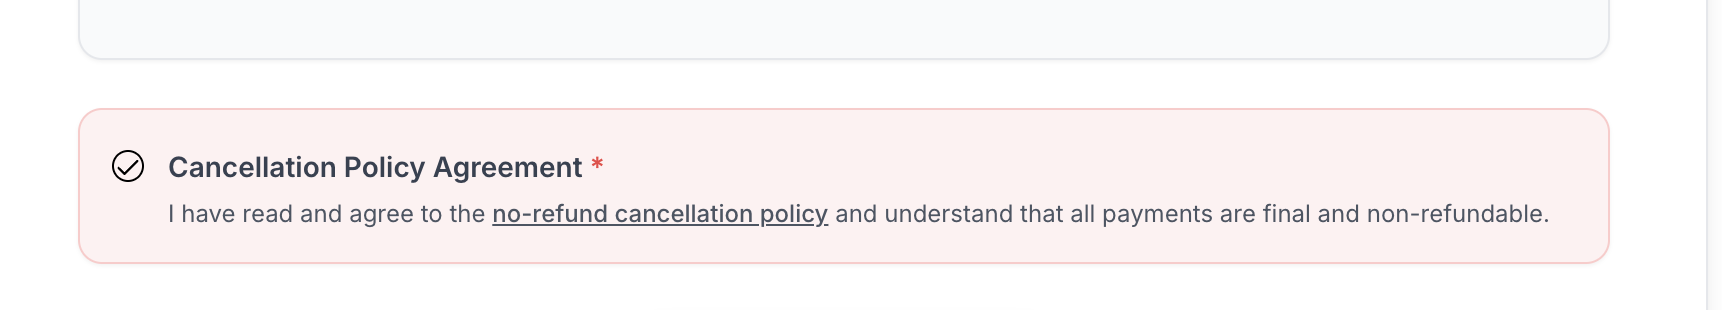 Cancellation Policy Agreement *
I have read and agree to the no-refund cancellation policy and understand that all payments are final and non-refundable.